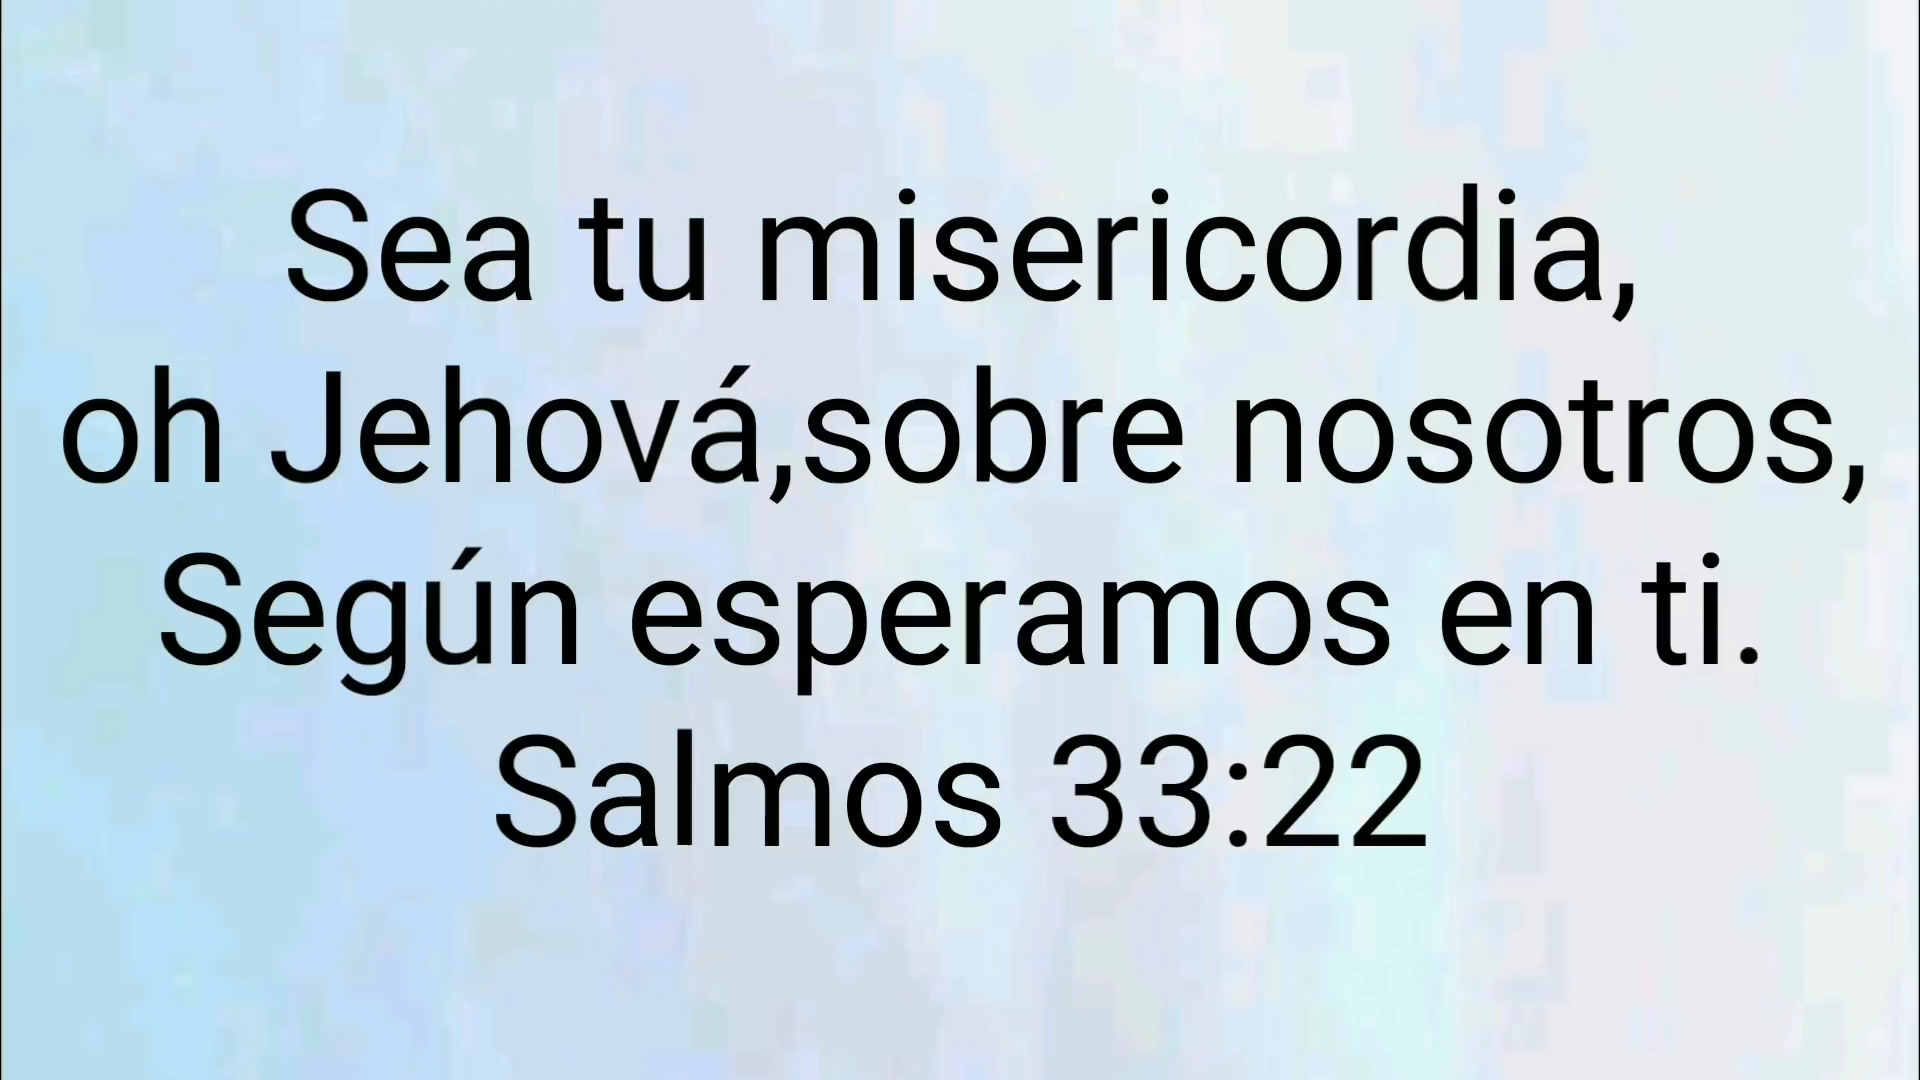 Sea tu misericordia,
oh Jehová,sobre nosotros,
Según esperamos en ti.
Salmos 33:22